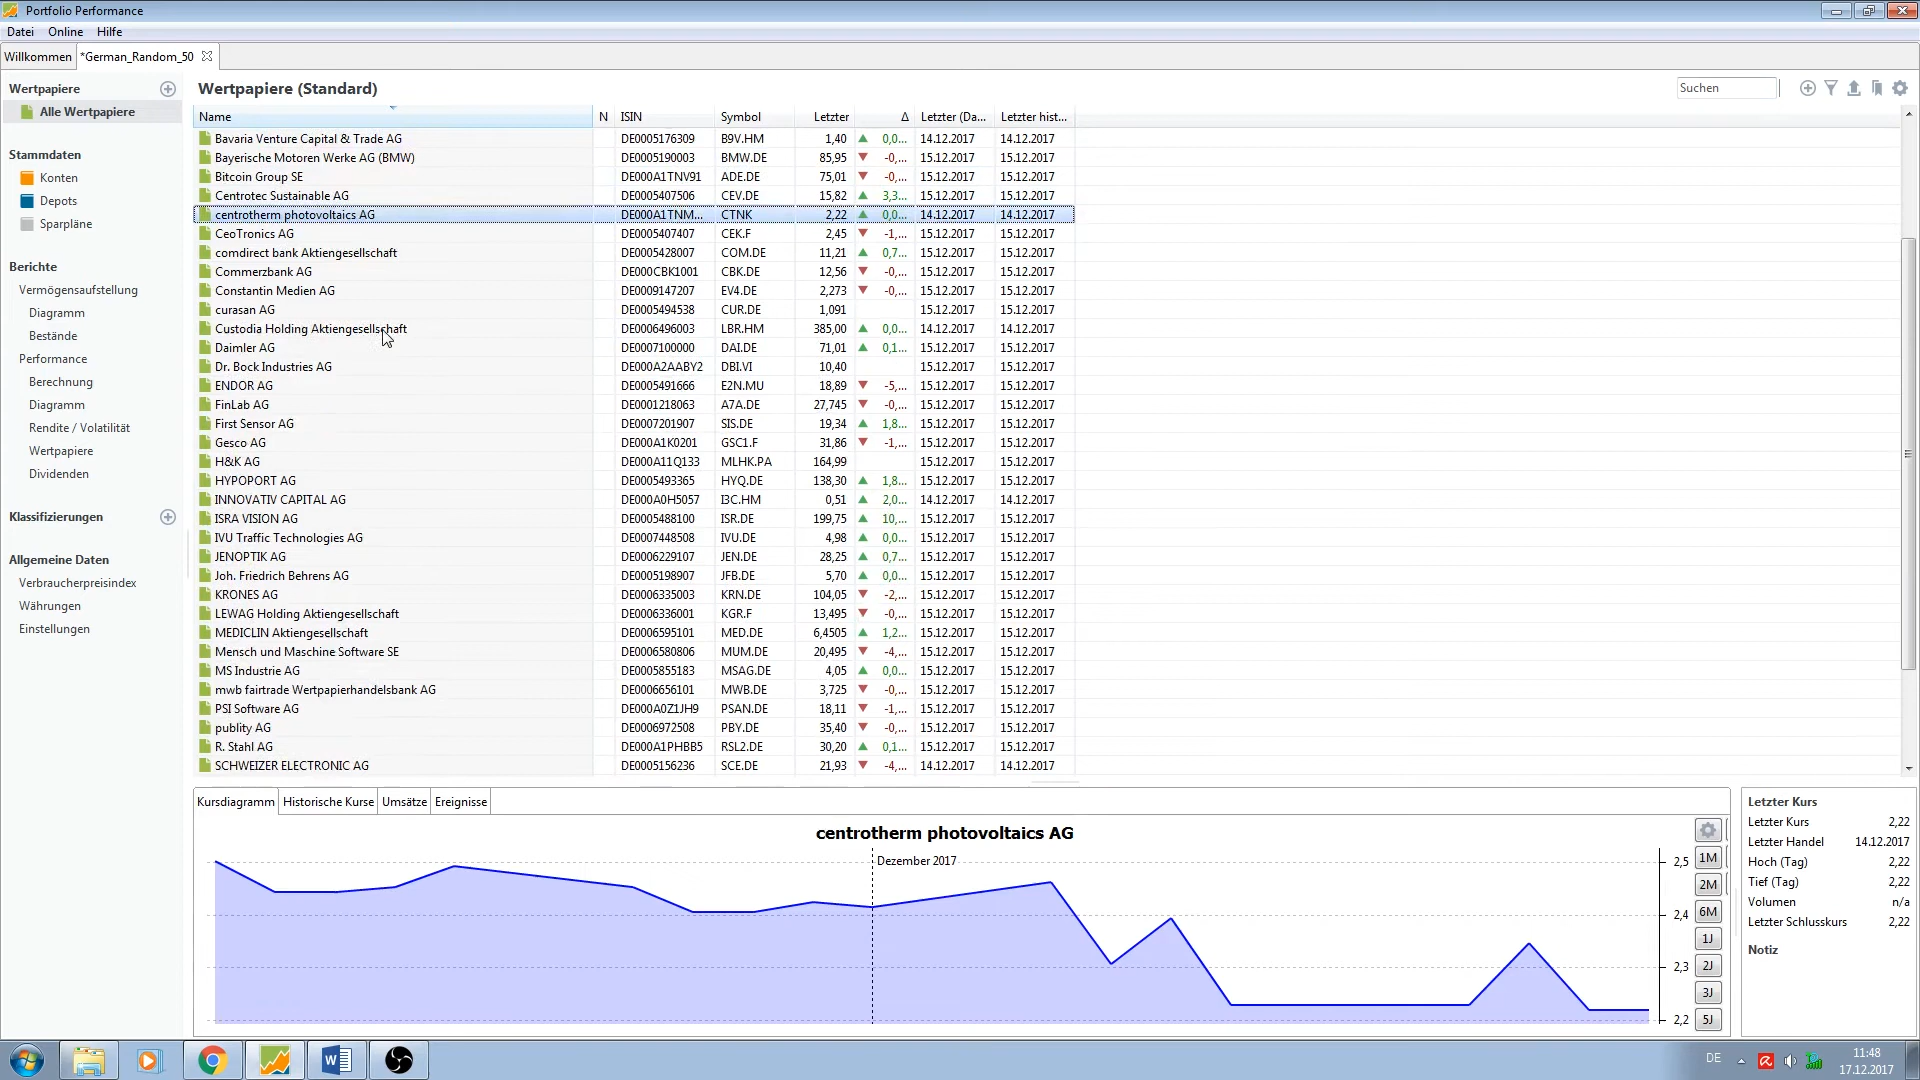 Portfolio Performance
Datei Online Hilfe
Willkommen *German_Random_50
Wertpapiere
Alle Wertpapiere
Stammdaten
Konten
Depots
Sparpläne
Berichte
Vermögensaufstellung
Diagramm
Bestände
Performance
Berechnung
Diagramm
Rendite / Volatilität
Wertpapiere
Dividenden
Klassifizierungen
Allgemeine Daten
Verbraucherpreisindex
Währungen
Einstellungen
Wertpapiere (Standard) Suchen
Name N ISIN Symbol Letzter Δ Letzter (Da... Letzter hist...
Bavaria Venture Capital & Trade AG DE0005176309 B9V.HM 1,40 0,0... 14.12.2017 14.12.2017
Bayerische Motoren Werke AG (BMW) DE0005190003 BMW.DE 85,95 -0,... 15.12.2017 15.12.2017
Bitcoin Group SE DE000A1TNV91 ADE.DE 75,01 -0,... 15.12.2017 15.12.2017
Centrotec Sustainable AG DE0005407506 CEV.DE 15,82 3,3... 15.12.2017 15.12.2017
centrotherm photovoltaics AG DE000A1TNM... CTNK 2,22 0,0... 14.12.2017 14.12.2017
CeoTronics AG DE0005407407 CEK.F 2,45 -1,... 15.12.2017 15.12.2017
comdirect bank Aktiengesellschaft DE0005428007 COM.DE 11,21 0,7... 15.12.2017 15.12.2017
Commerzbank AG DE000CBK1001 CBK.DE 12,56 -0,... 15.12.2017 15.12.2017
Constantin Medien AG DE0009147207 EV4.DE 2,273 -0,... 15.12.2017 15.12.2017
curasan AG DE0005494538 CUR.DE 1,091 15.12.2017 15.12.2017
Custodia Holding Aktiengesellschaft DE0006496003 LBR.HM 385,00 0,0... 14.12.2017 14.12.2017
Daimler AG DE0007100000 DAI.DE 71,01 0,1... 15.12.2017 15.12.2017
Dr. Bock Industries AG DE000A2AABY2 DBI.VI 10,40 15.12.2017 15.12.2017
ENDOR AG DE0005491666 E2N.MU 18,89 -5,... 15.12.2017 15.12.2017
FinLab AG DE0001218063 A7A.DE 27,745 -0,... 15.12.2017 15.12.2017
First Sensor AG DE0007201907 SIS.DE 19,34 1,8... 15.12.2017 15.12.2017
Gesco AG DE000A1K0201 GSC1.F 31,86 -1,... 15.12.2017 15.12.2017
H&K AG DE000A11Q133 MLHK.PA 164,99 15.12.2017 15.12.2017
HYPOPORT AG DE0005493365 HYQ.DE 138,30 1,8... 15.12.2017 15.12.2017
INNOVATIV CAPITAL AG DE000A0H5057 I3C.HM 0,51 2,0... 14.12.2017 14.12.2017
ISRA VISION AG DE0005488100 ISR.DE 199,75 10,... 15.12.2017 15.12.2017
IVU Traffic Technologies AG DE0007448508 IVU.DE 4,98 0,0... 15.12.2017 15.12.2017
JENOPTIK AG DE0006229107 JEN.DE 28,25 0,7... 15.12.2017 15.12.2017
Joh. Friedrich Behrens AG DE0005198907 JFB.DE 5,70 0,0... 15.12.2017 15.12.2017
KRONES AG DE0006335003 KRN.DE 104,05 -2,... 15.12.2017 15.12.2017
LEWAG Holding Aktiengesellschaft DE0006336001 KGR.F 13,495 -0,... 15.12.2017 15.12.2017
MEDICLIN Aktiengesellschaft DE0006595101 MED.DE 6,4505 1,2... 15.12.2017 15.12.2017
Mensch und Maschine Software SE DE0006580806 MUM.DE 20,495 -4,... 15.12.2017 15.12.2017
MS Industrie AG DE0005855183 MSAG.DE 4,05 0,0... 15.12.2017 15.12.2017
mwb fairtrade Wertpapierhandelsbank AG DE0006656101 MWB.DE 3,725 -0,... 15.12.2017 15.12.2017
PSI Software AG DE000A0Z1JH9 PSAN.DE 18,11 -1,... 15.12.2017 15.12.2017
publity AG DE0006972508 PBY.DE 35,40 -0,... 15.12.2017 15.12.2017
R. Stahl AG DE000A1PHBB5 RSL2.DE 30,20 0,1... 15.12.2017 15.12.2017
SCHWEIZER ELECTRONIC AG DE0005156236 SCE.DE 21,93 -4,... 14.12.2017 14.12.2017
Kursdiagramm Historische Kurse Umsätze Ereignisse
centrotherm photovoltaics AG
Dezember 2017
2,5
2,4
2,3
2,2
1M
2M
6M
1J
2J
3J
5J
Letzter Kurs
Letzter Kurs 2,22
Letzter Handel 14.12.2017
Hoch (Tag) 2,22
Tief (Tag) 2,22
Volumen n/a
Letzter Schlusskurs 2,22
Notiz
DE
11:48
17.12.2017